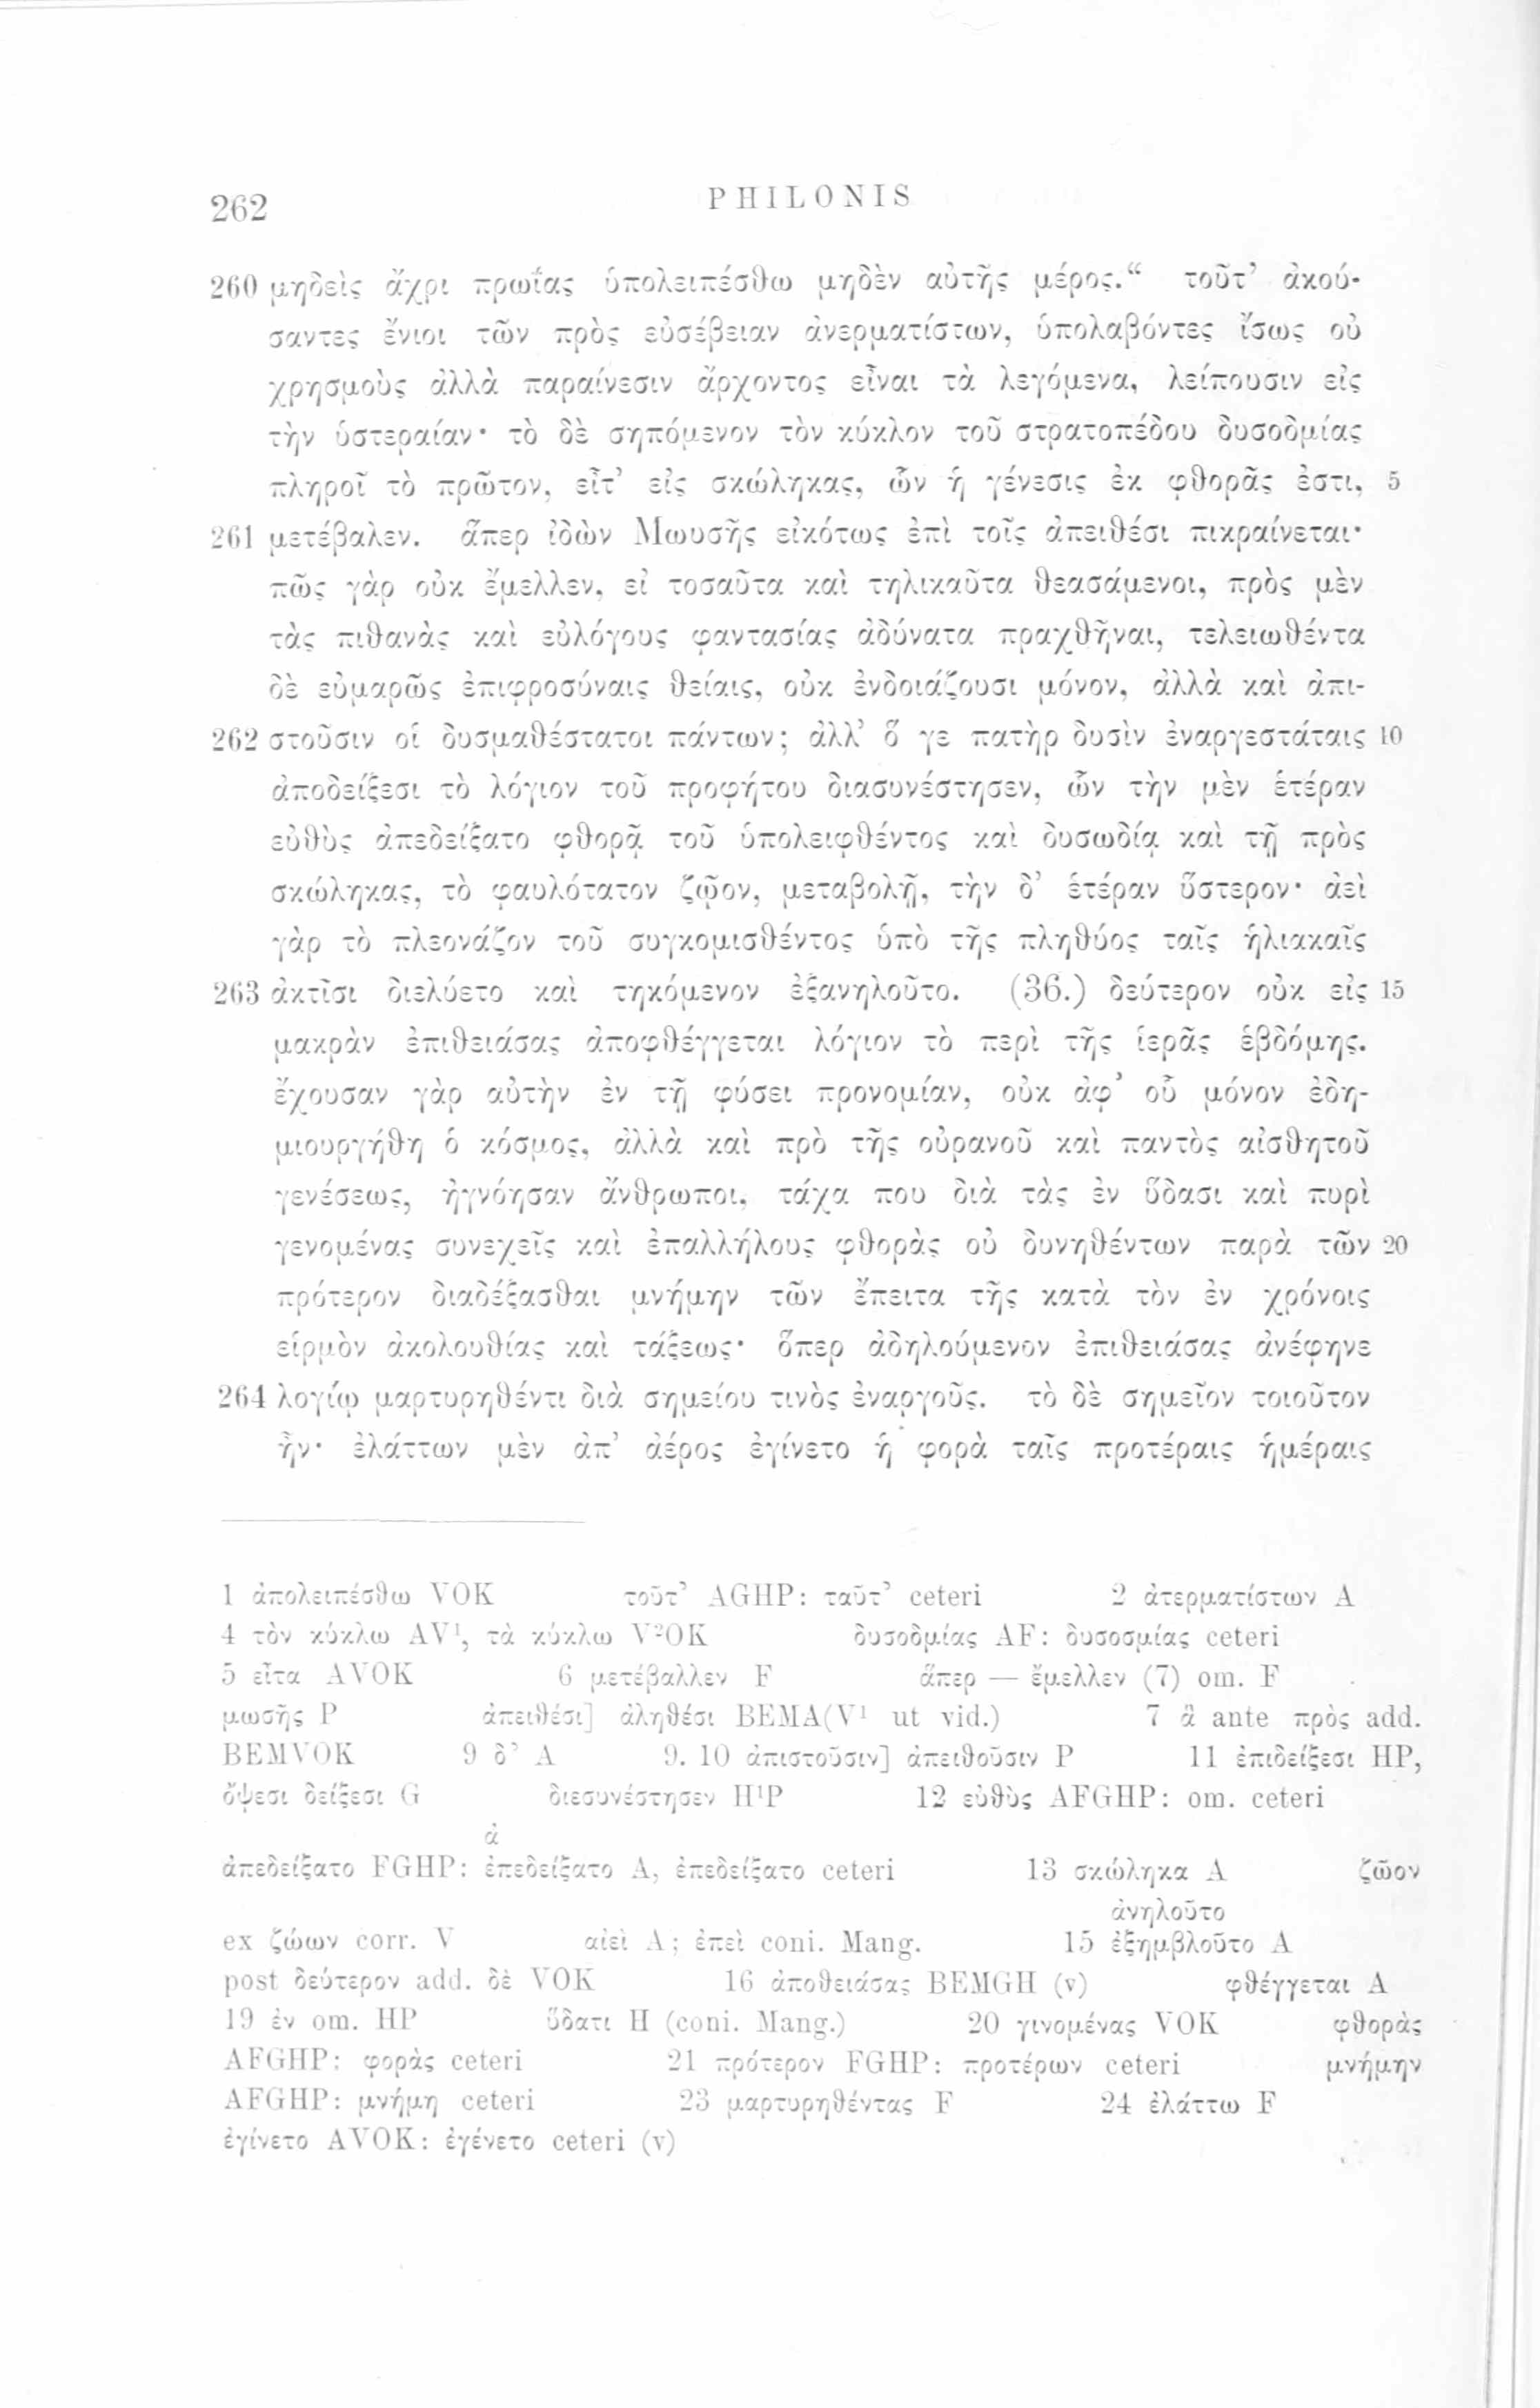 262
PHILONIS
260 μηδεὶς ἄχρι πρωΐας ὑπολειπέσθω μηδὲν αὐτῆς μέρος.“ τοῦτ’ ἀκού-
σαντες ἔνιοι τῶν πρὸς εὐσέβειαν ἀνερματίστων, ὑπολαβόντες ἴσως οὐ
χρησμοὺς ἀλλὰ παραίνεσιν ἄρχοντος εἶναι τὰ λεγόμενα, λείπουσιν εἰς
τὴν ὑστεραίαν· τὸ δὲ σηπόμενον τὸν κύκλον τοῦ στρατοπέδου δυσοδμίας
πληροῖ τὸ πρῶτον, εἶτ’ εἰς σκώληκας, ὧν ἡ γένεσις ἐκ φθορᾶς ἐστι, 5
261 μετέβαλεν. ἅπερ ἰδὼν Μωυσῆς εἰκότως ἐπὶ τοῖς ἀπειθέσι πικραίνεται·
πῶς γὰρ οὐκ ἔμελλεν, εἰ τοσαῦτα καὶ τηλικαῦτα θεασάμενοι, πρὸς μὲν
τὰς πιθανὰς καὶ εὐλόγους φαντασίας ἀδύνατα πραχθῆναι, τελειωθέντα
δὲ εὐμαρῶς ἐπιφροσύναις θείαις, οὐκ ἐνδοιάζουσι μόνον, ἀλλὰ καὶ ἀπι-
262 στοῦσιν οἱ δυσμαθέστατοι πάντων; ἀλλ’ ὅ γε πατὴρ δυσὶν ἐναργεστάταις 10
ἀποδείξεσι τὸ λόγιον τοῦ προφήτου διασυνέστησεν, ὧν τὴν μὲν ἑτέραν
εὐθὺς ἀπεδείξατο φθορᾷ τοῦ ὑπολειφθέντος καὶ δυσωδίᾳ καὶ τῇ πρὸς
σκώληκας, τὸ φαυλότατον ζῷον, μεταβολῇ, τὴν δ’ ἑτέραν ὕστερον· ἀεὶ
γὰρ τὸ πλεονάζον τοῦ συγκομισθέντος ὑπὸ τῆς πληθύος ταῖς ἡλιακαῖς
263 ἀκτῖσι διελύετο καὶ τηκόμενον ἐξανηλοῦτο. (36.) δεύτερον οὐκ εἰς 15
μακρὰν ἐπιθειάσας ἀποφθέγγεται λόγιον τὸ περὶ τῆς ἱερᾶς ἑβδόμης.
ἔχουσαν γὰρ αὐτὴν ἐν τῇ φύσει προνομίαν, οὐκ ἀφ’ οὗ μόνον ἐδη-
μιουργήθη ὁ κόσμος, ἀλλὰ καὶ πρὸ τῆς οὐρανοῦ καὶ παντὸς αἰσθητοῦ
γενέσεως, ἠγνόησαν ἄνθρωποι, τάχα που διὰ τὰς ἐν ὕδασι καὶ πυρὶ
γενομένας συνεχεῖς καὶ ἐπαλλήλους φθορὰς οὐ δυνηθέντων παρὰ τῶν 20
πρότερον διαδέξασθαι μνήμην τῶν ἔπειτα τῆς κατὰ τὸν ἐν χρόνοις
εἱρμὸν ἀκολουθίας καὶ τάξεως· ὅπερ ἀδηλούμενον ἐπιθειάσας ἀνέφηνε
264 λογίῳ μαρτυρηθέντι διὰ σημείου τινὸς ἐναργοῦς. τὸ δὲ σημεῖον τοιοῦτον
ἦν· ἐλάττων μὲν ἀπ’ ἀέρος ἐγίνετο ἡ φορὰ ταῖς προτέραις ἡμέραις
1 ἀπολειπέσθω VOK τοῦτ’ AGHP: ταῦτ’ ceteri 2 ἀτερματίστων A
4 τὸν κύκλω AV¹, τὰ κύκλω V²OK δυσοδμίας AF: δυσοσμίας ceteri
5 εἶτα AVOK 6 μετέβαλλεν F ἅπερ — ἔμελλεν (7) om. F
μωσῆς P ἀπειθέσι] ἀληθέσι BEMA(V¹ ut vid.) 7 ἃ ante πρὸς add.
BEMVOK 9 δ’ A 9. 10 ἀπιστοῦσιν] ἀπειθοῦσιν P 11 ἐπιδείξεσι HP,
ὄψεσι δείξεσι G διεσυνέστησεν H¹P 12 εὐθὺς AFGHP: om. ceteri
ἀ
ἀπεδείξατο FGHP: ἐπεδείξατο A, ἐπεδείξατο ceteri 13 σκώληκα A ζῶον
ἀνηλοῦτο
ex ζώων corr. V αἰεὶ A; ἐπεὶ coni. Mang. 15 ἐξημβλοῦτο A
post δεύτερον add. δὲ VOK 16 ἀποθειάσας BEMGH (v) φθέγγεται A
19 ἐν om. HP ὕδατι H (coni. Mang.) 20 γινομένας VOK φθορὰς
AFGHP: φορὰς ceteri 21 πρότερον FGHP: προτέρων ceteri μνήμην
AFGHP: μνήμη ceteri 23 μαρτυρηθέντας F 24 ἐλάττω F
ἐγίνετο AVOK: ἐγένετο ceteri (v)